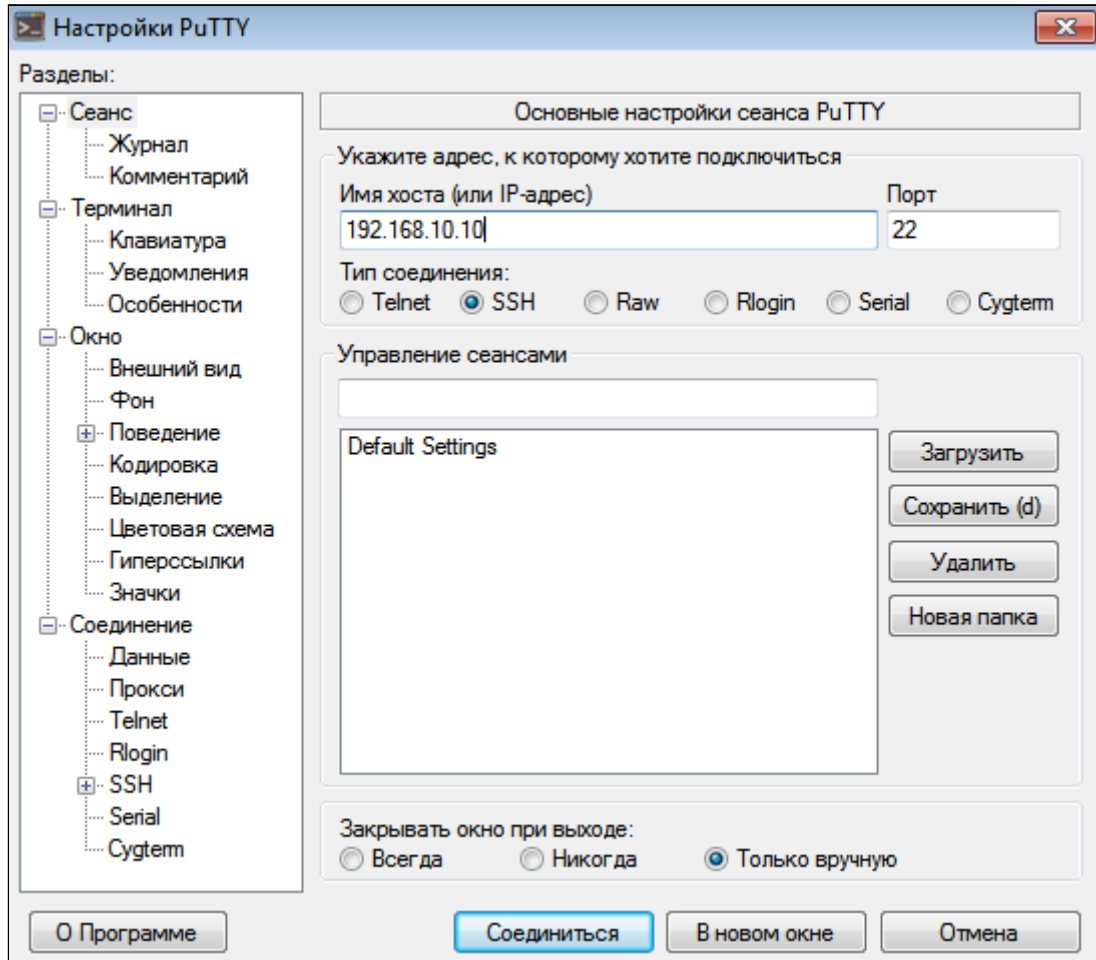 Настройки PuTTY
Разделы:
Сеанс
Журнал
Комментарий
Терминал
Клавиатура
Уведомления
Особенности
Окно
Внешний вид
Фон
Поведение
Кодировка
Выделение
Цветовая схема
Гиперссылки
Значки
Соединение
Данные
Прокси
Telnet
Rlogin
SSH
Serial
Cygterm
Основные настройки сеанса PuTTY
Укажите адрес, к которому хотите подключиться
Имя хоста (или IP-адрес) Порт
192.168.10.10 22
Тип соединения:
Telnet SSH Raw Rlogin Serial Cygterm
Управление сеансами
Default Settings
Загрузить
Сохранить (d)
Удалить
Новая папка
Закрывать окно при выходе:
Всегда Никогда Только вручную
О Программе Соединиться В новом окне Отмена